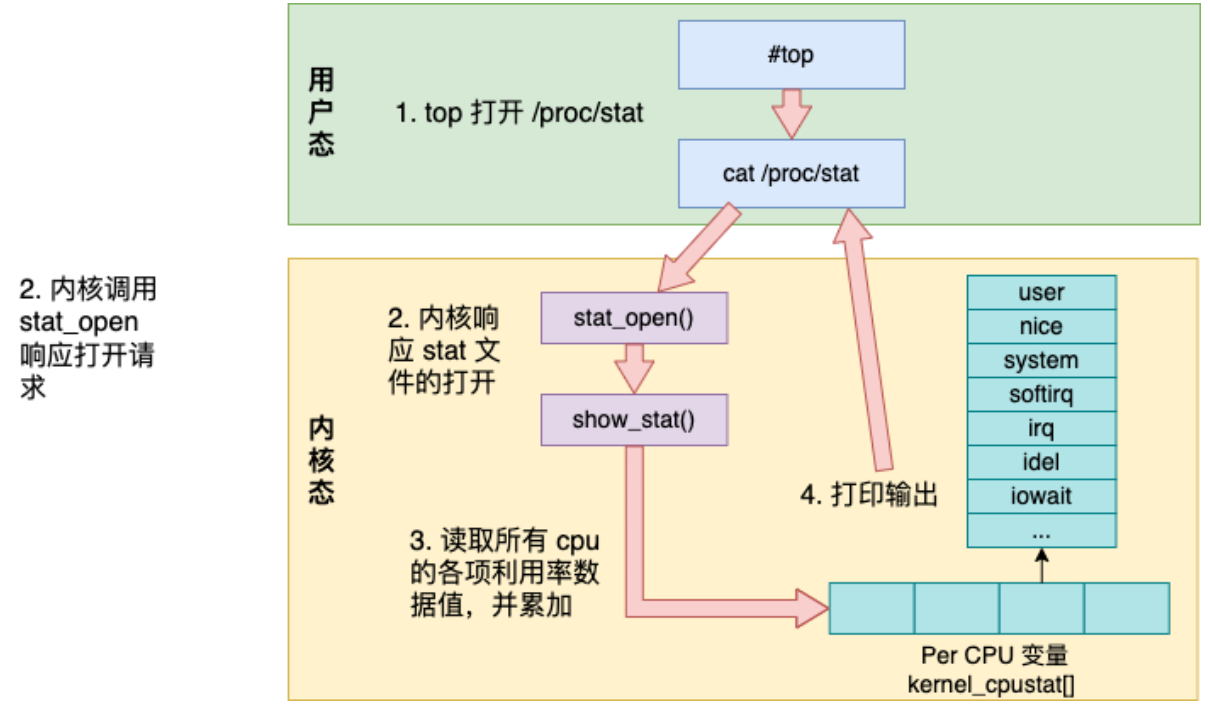 #top
用
户
态
1. top 打开 /proc/stat
cat /proc/stat
2. 内核调用
stat_open
响应打开请
求
内
核
态
2. 内核响
应 stat 文
件的打开
stat_open()
show_stat()
3. 读取所有 cpu
的各项利用率数
据值，并累加
4. 打印输出
user
nice
system
softirq
irq
idel
iowait
...
Per CPU 变量
kernel_cpustat[]